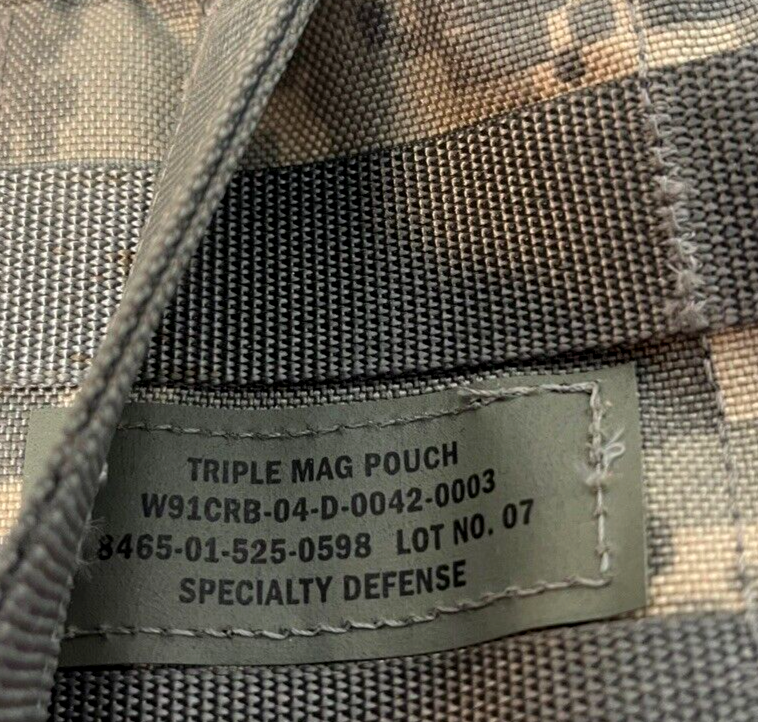 TRIPLE MAG POUCH
W91CRB-04-D-0042-0003
8465-01-525-0598 LOT NO. 07
SPECIALTY DEFENSE